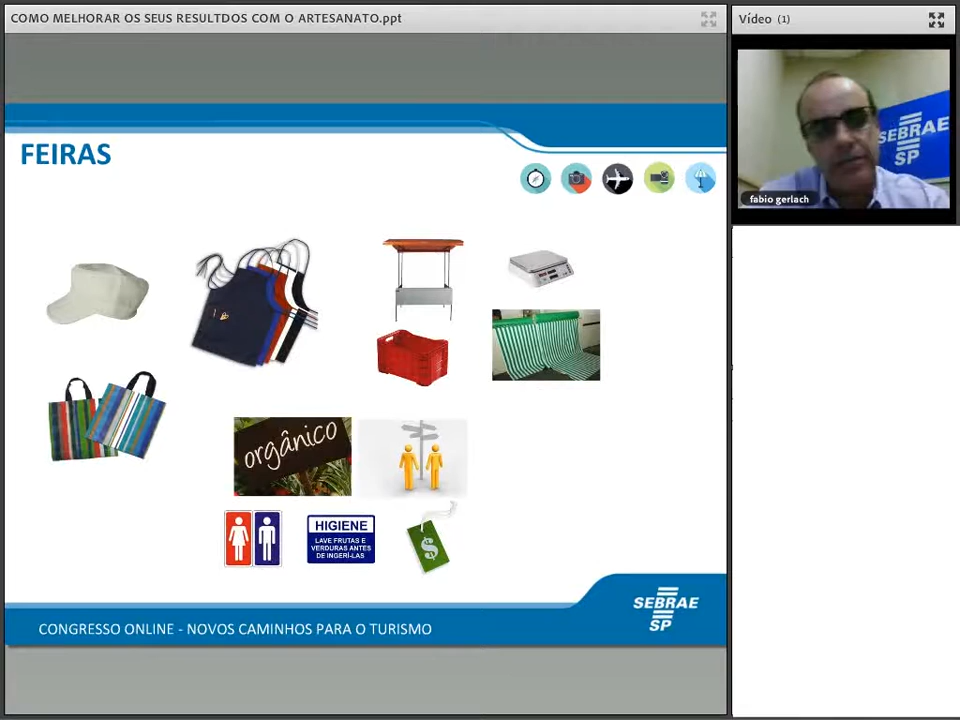 COMO MELHORAR OS SEUS RESULTDOS COM O ARTESANATO.ppt
Vídeo (1)
SEBRAE
SP
fabio gerlach
FEIRAS
orgânico
HIGIENE
LAVE FRUTAS E
VERDURAS ANTES
DE INGERÍ-LAS
$
SEBRAE
SP
CONGRESSO ONLINE - NOVOS CAMINHOS PARA O TURISMO